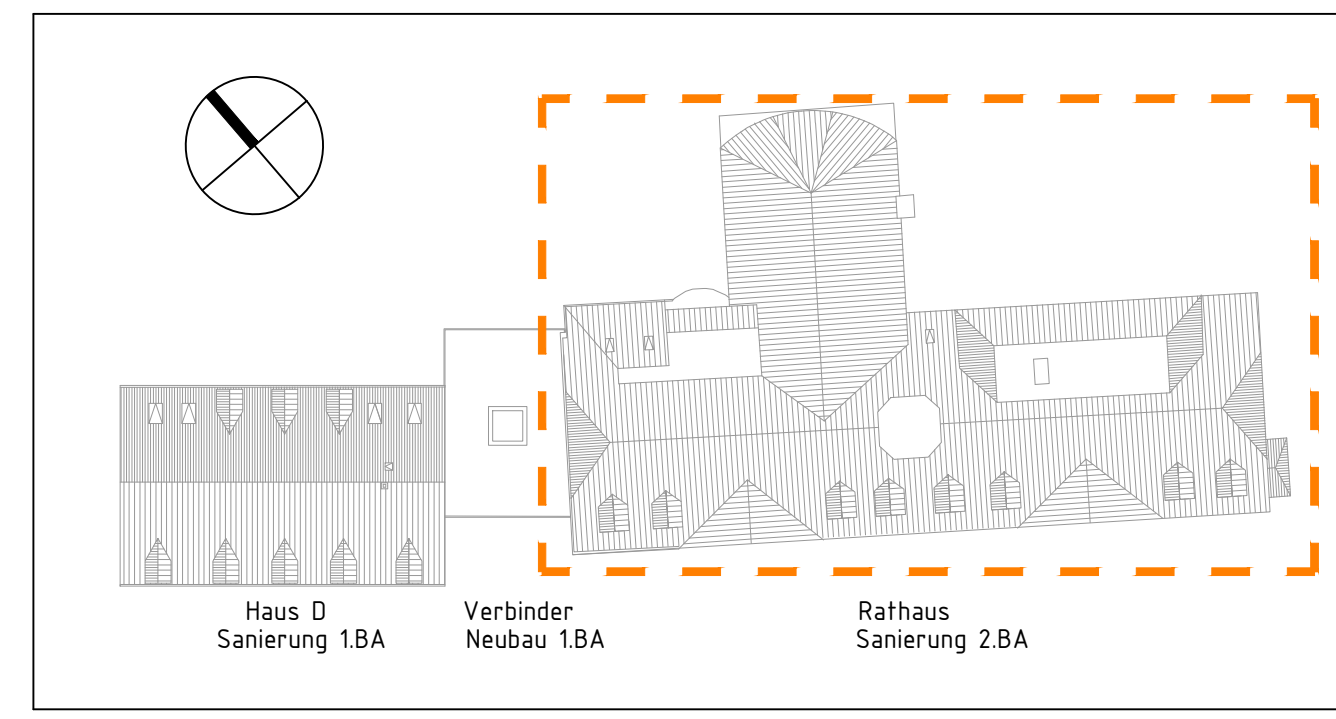 Haus D
Sanierung 1.BA
Verbinder
Neubau 1.BA
Rathaus
Sanierung 2.BA